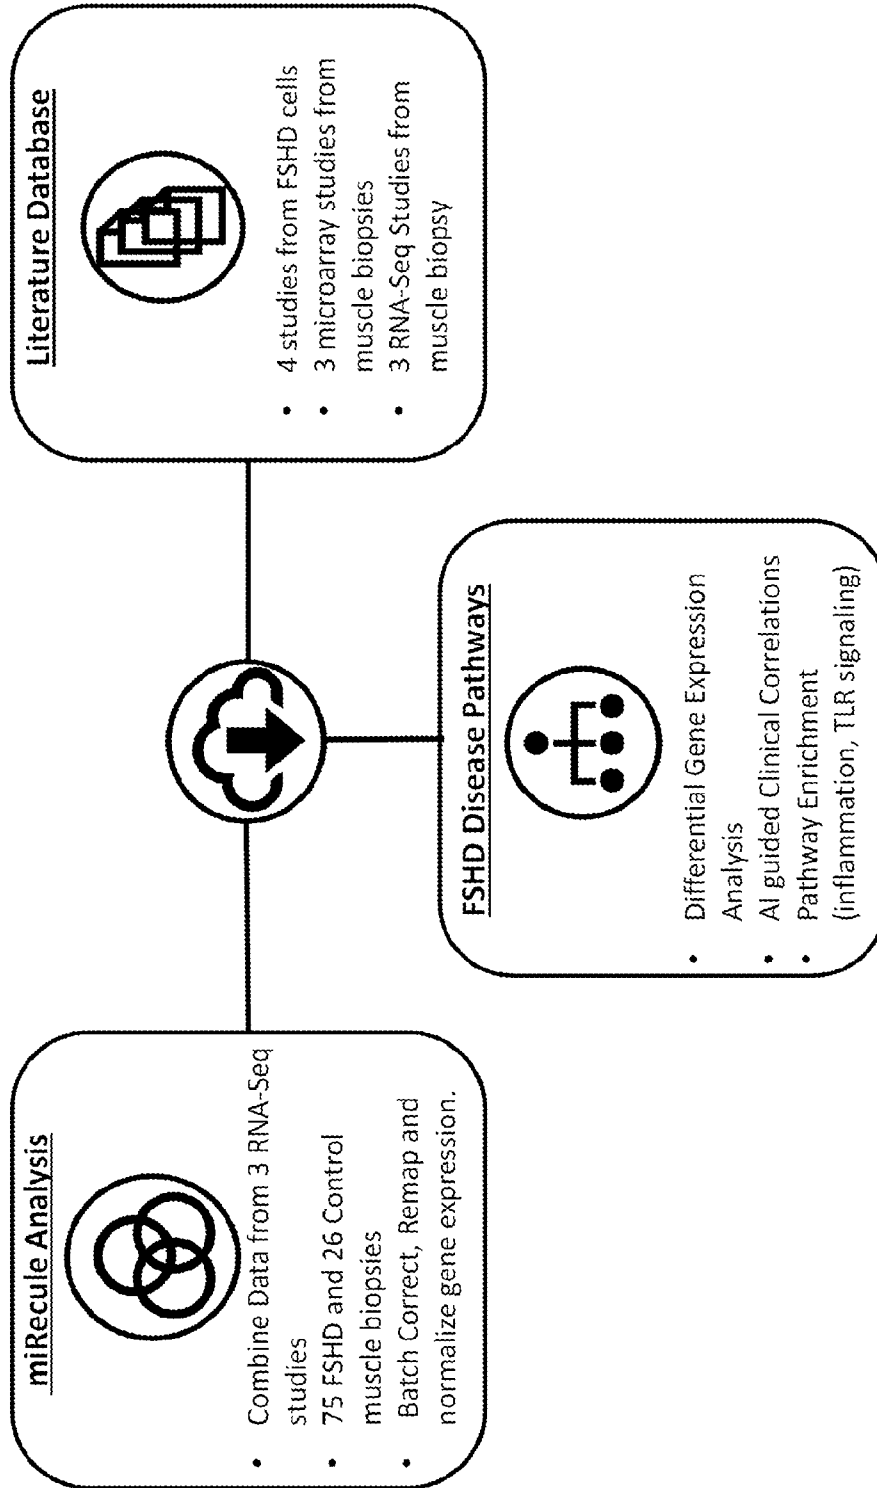 miRecule Analysis
• Combine Data from 3 RNA-Seq
studies
• 75 FSHD and 26 Control
muscle biopsies
• Batch Correct, Remap and
normalize gene expression.
FSHD Disease Pathways
• Differential Gene Expression
Analysis
• AI guided Clinical Correlations
• Pathway Enrichment
(inflammation, TLR signaling)
Literature Database
• 4 studies from FSHD cells
• 3 microarray studies from
muscle biopsies
• 3 RNA-Seq Studies from
muscle biopsy